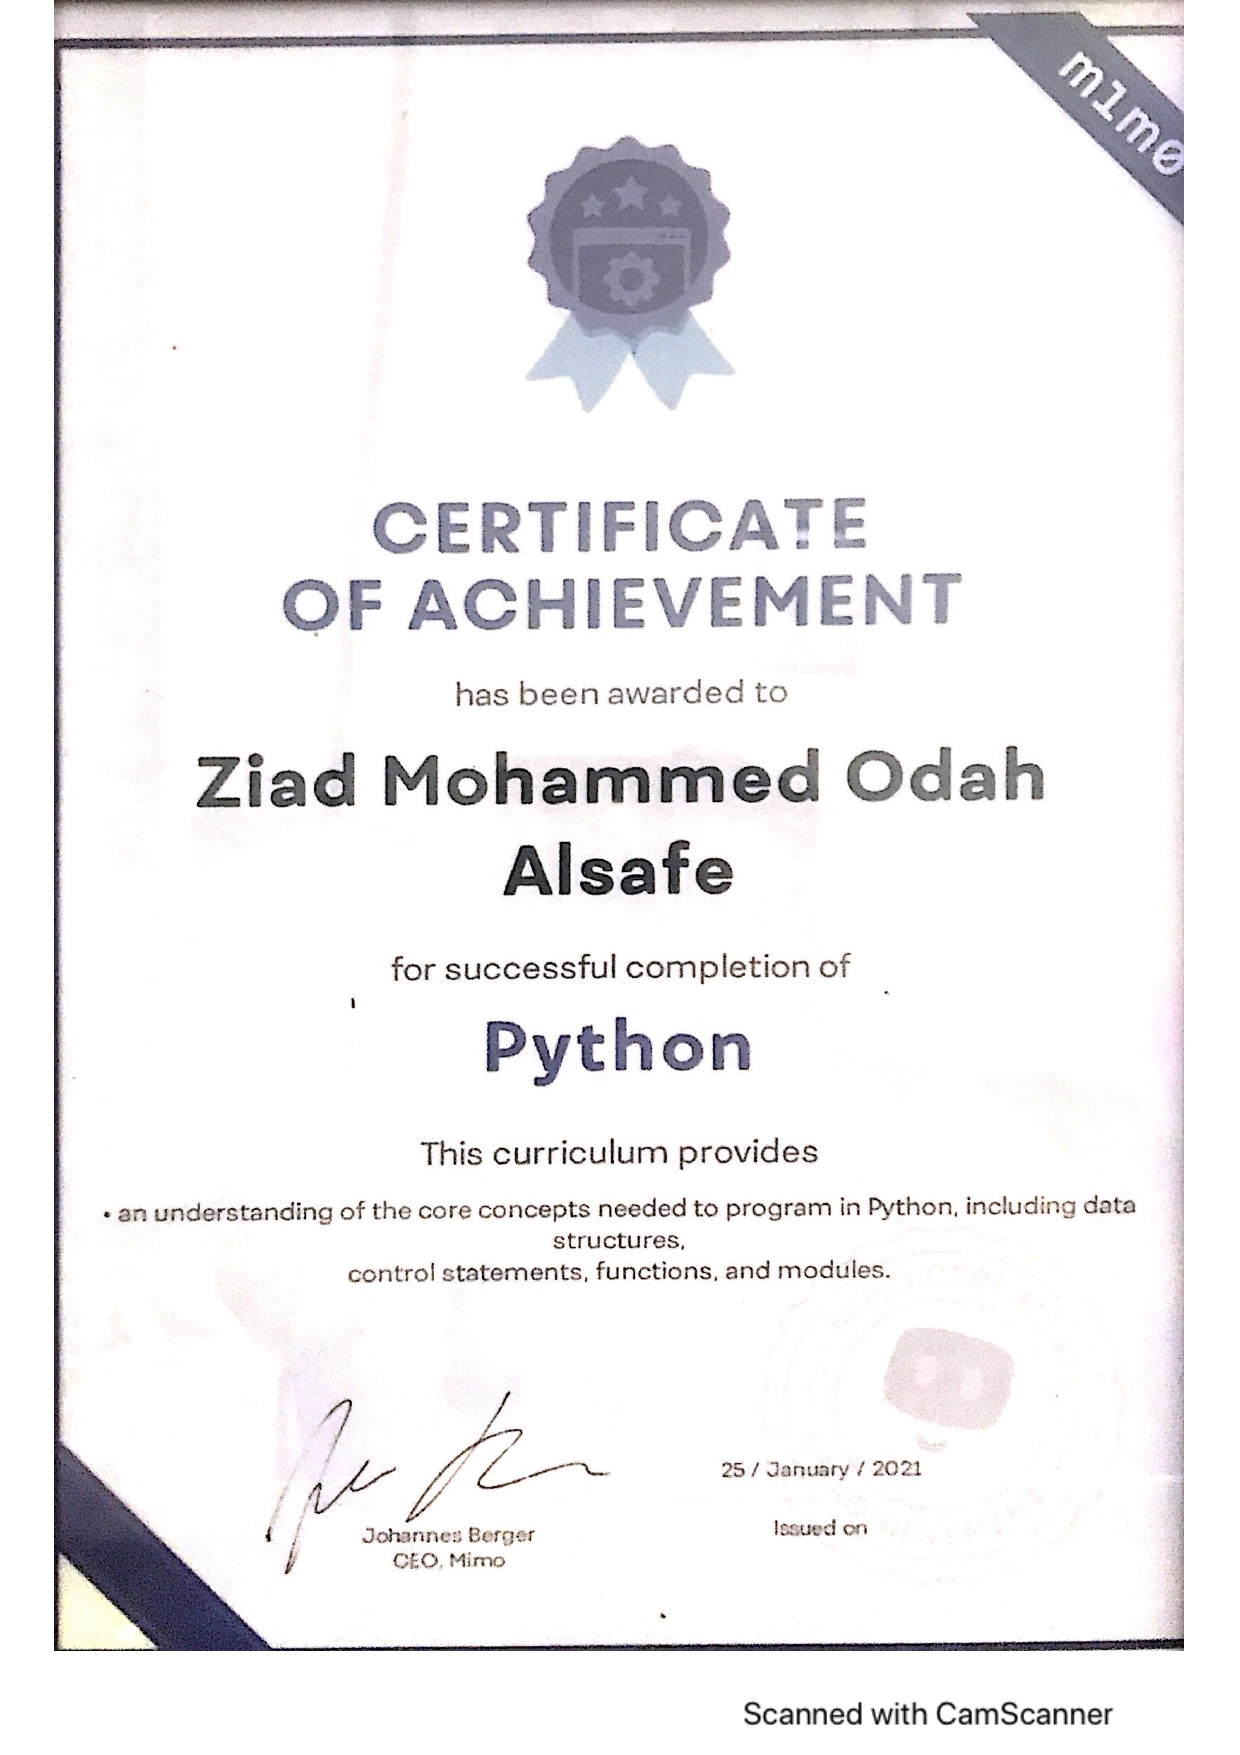 m1m0
CERTIFICATE
OF ACHIEVEMENT
has been awarded to
Ziad Mohammed Odah
Alsafe
for successful completion of
Python
This curriculum provides
• an understanding of the core concepts needed to program in Python, including data
structures,
control statements, functions, and modules.
25 / January / 2021
Johannes Berger
CEO, Mimo
Issued on
Scanned with CamScanner